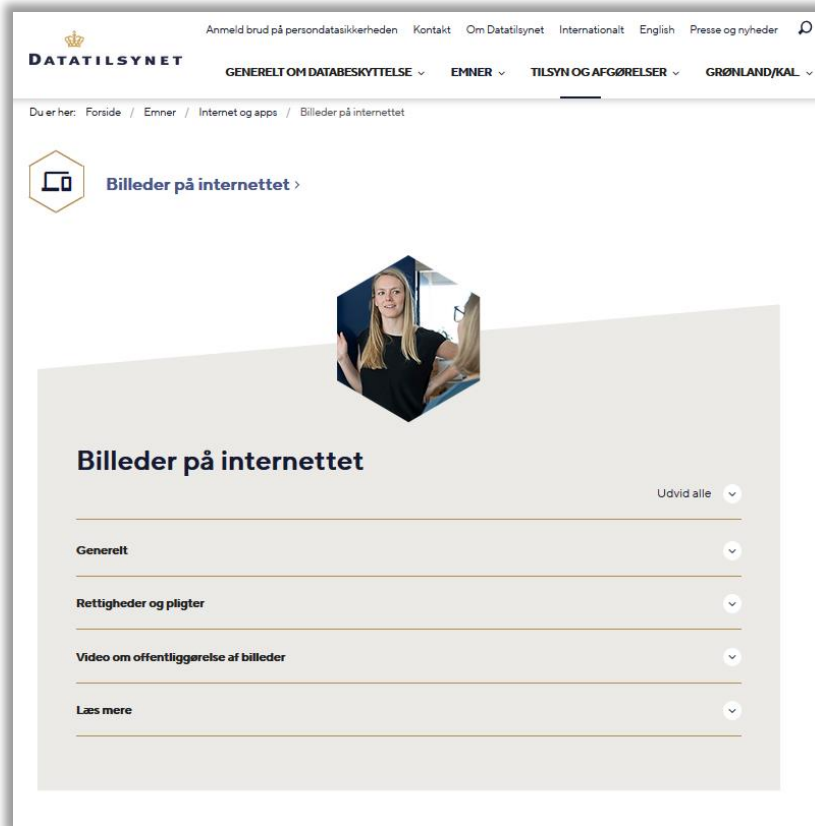 Anmeld brud på persondatasikkerheden Kontakt Om Datatilsynet Internationalt English Presse og nyheder
DATATILSYNET
GENERELT OM DATABESKYTTELSE EMNER TILSYN OG AFGØRELSER GRØNLAND/KAL.
Du er her: Forside / Emner / Internet og apps / Billeder på internettet
Billeder på internettet >
Billeder på internettet
Udvid alle
Generelt
Rettigheder og pligter
Video om offentliggørelse af billeder
Læs mere